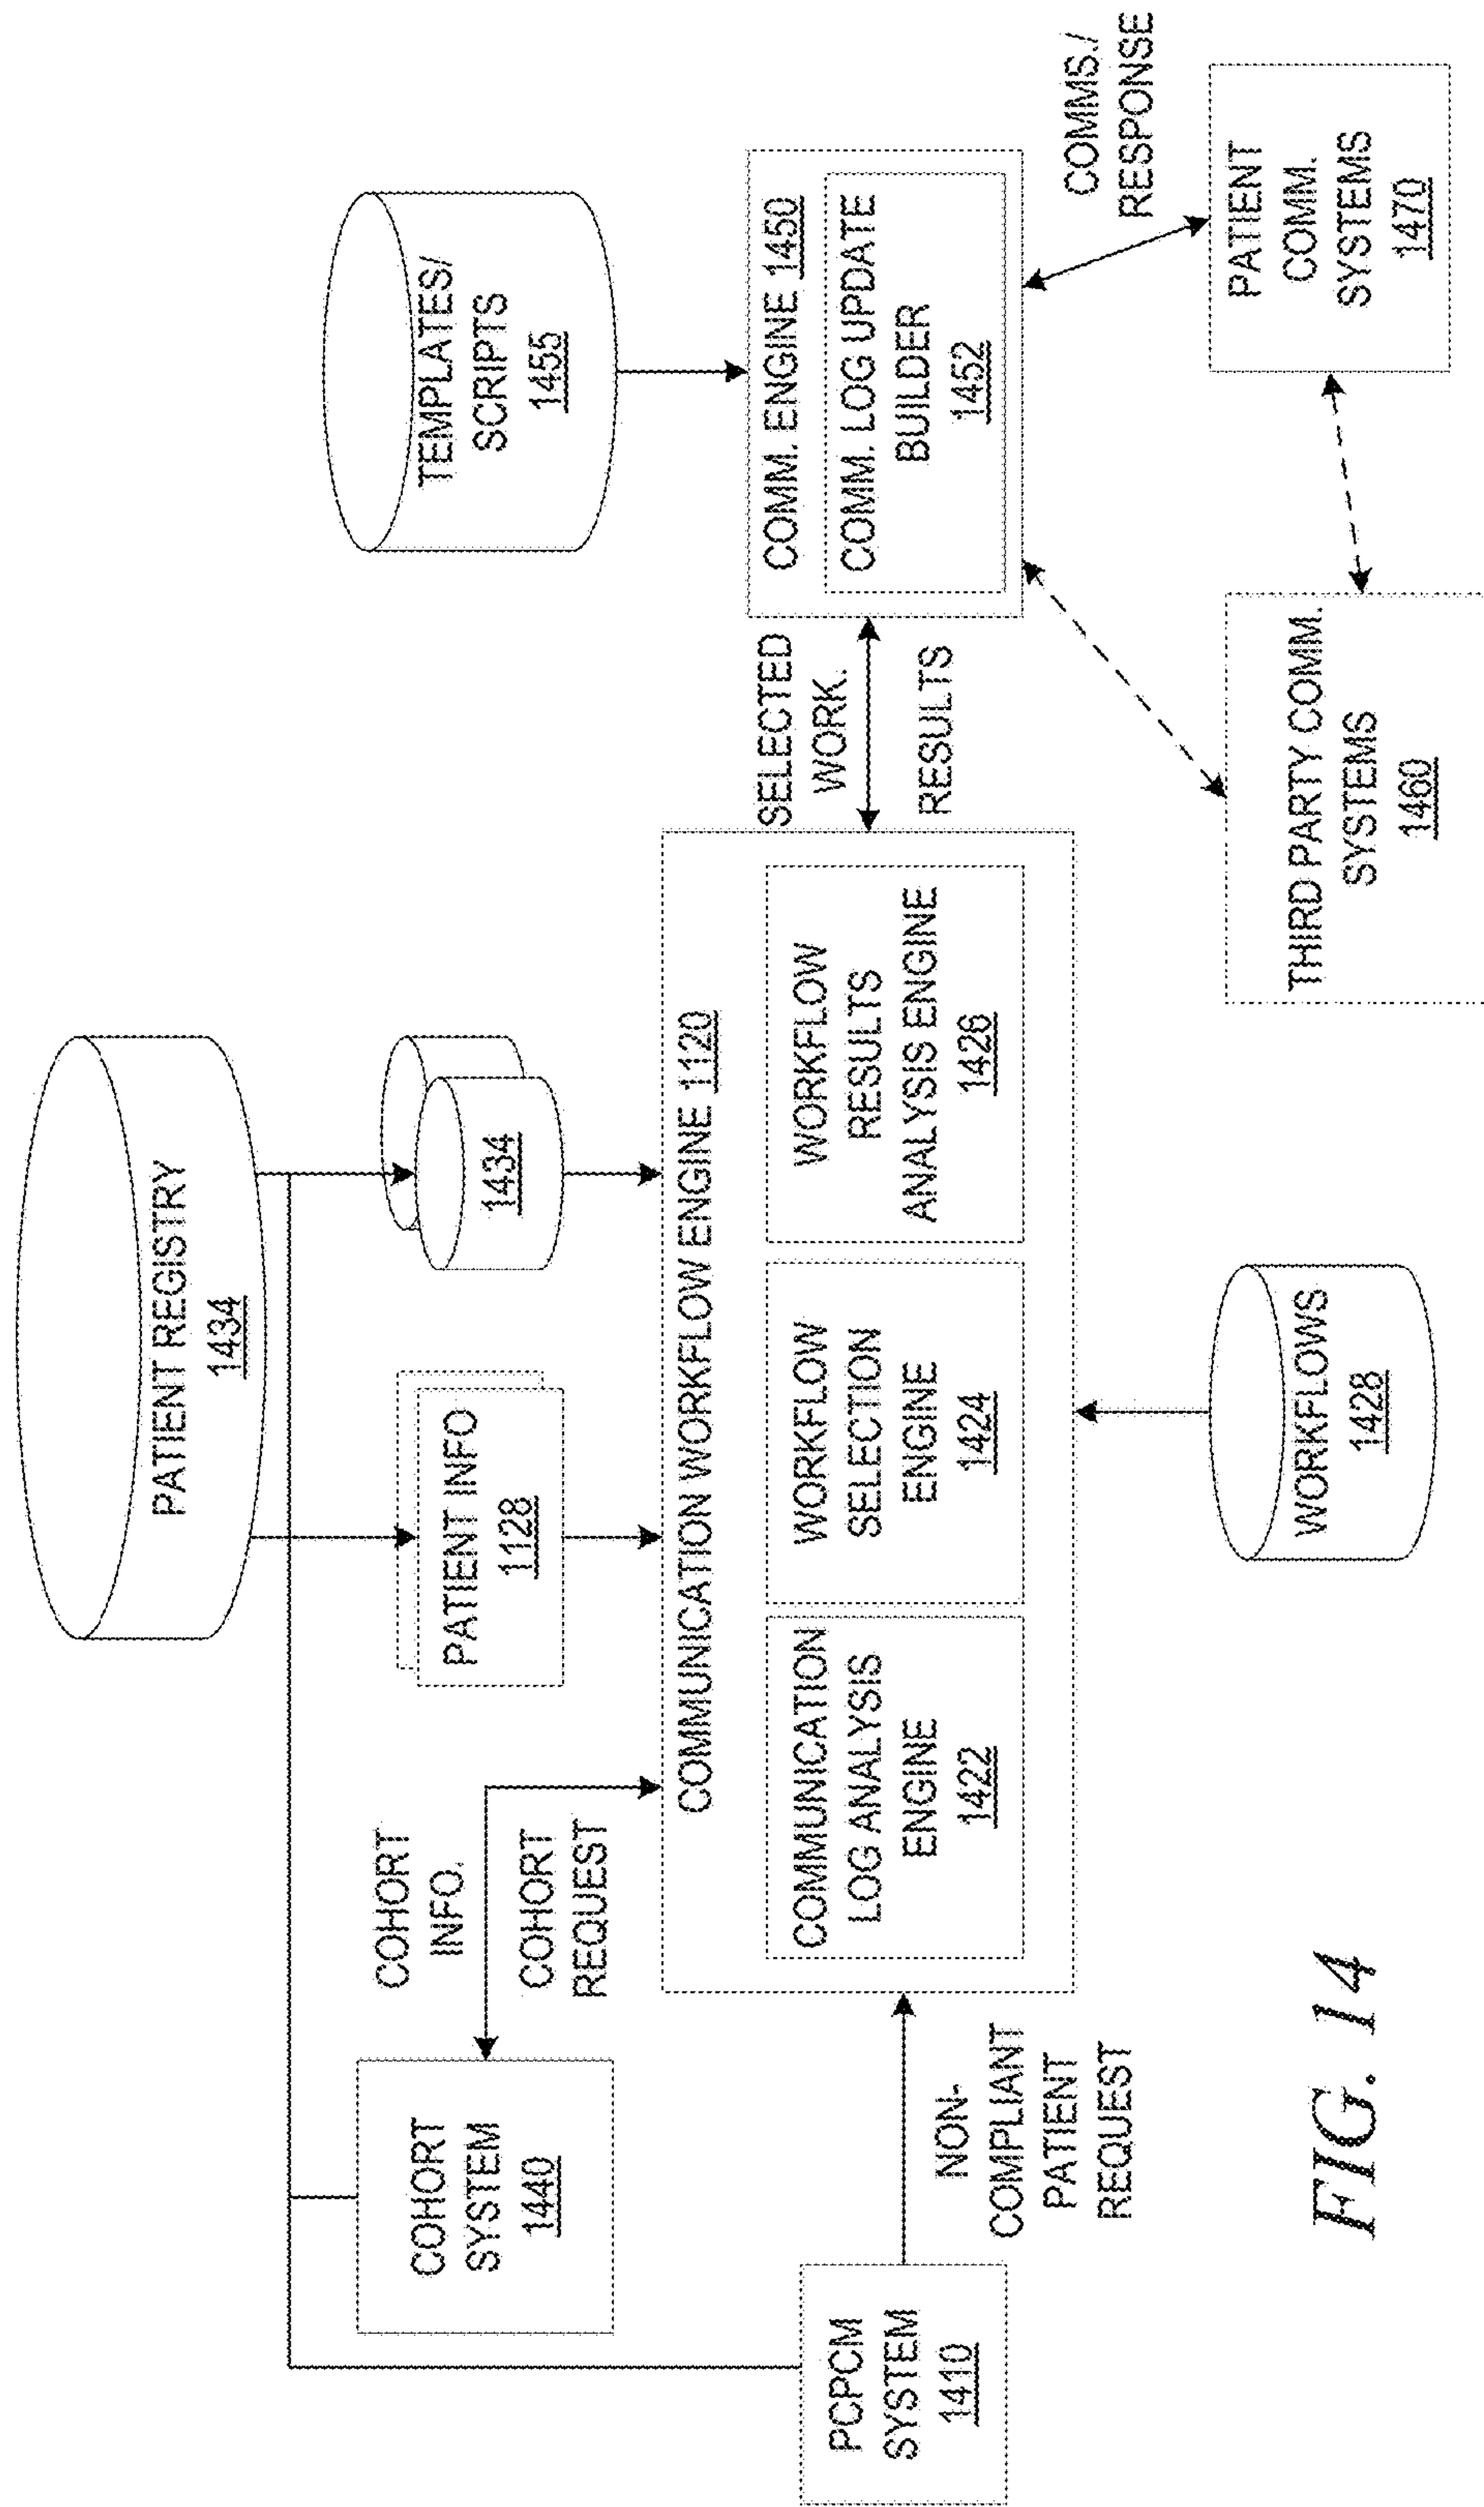 PATIENT REGISTRY
1434
TEMPLATES/
SCRIPTS
1455
COHORT
SYSTEM
1440
COHORT
INFO.
COHORT
REQUEST
PATIENT INFO
1128
1434
PCPCM
SYSTEM
1410
NON-
COMPLIANT
PATIENT
REQUEST
COMMUNICATION WORKFLOW ENGINE 1120
COMMUNICATION
LOG ANALYSIS
ENGINE
1422
WORKFLOW
SELECTION
ENGINE
1424
WORKFLOW
RESULTS
ANALYSIS ENGINE
1426
SELECTED
WORK.
RESULTS
COMM. ENGINE 1450
COMM. LOG UPDATE
BUILDER
1452
COMMS./
RESPONSE
WORKFLOWS
1428
THIRD PARTY COMM.
SYSTEMS
1460
PATIENT
COMM.
SYSTEMS
1470
FIG. 14